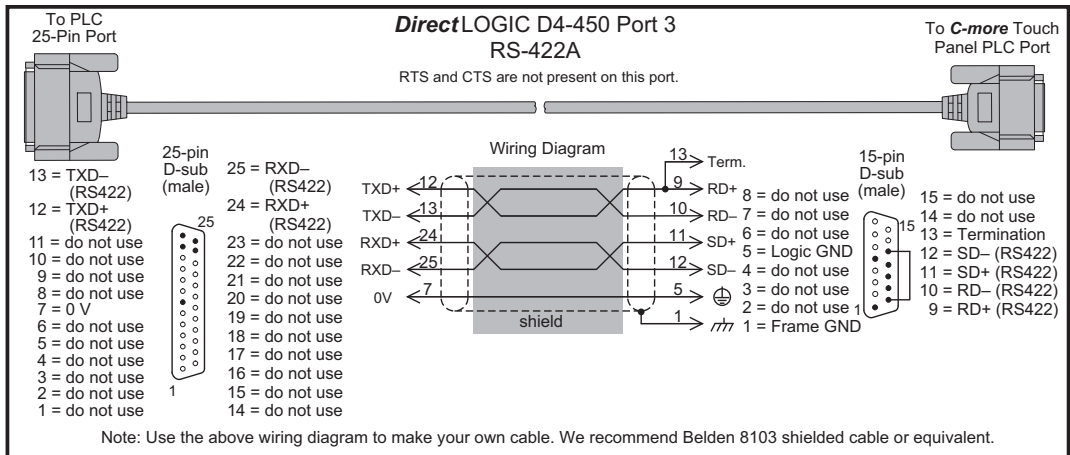 To PLC
25-Pin Port
DirectLOGIC D4-450 Port 3
RS-422A
RTS and CTS are not present on this port.
To C-more Touch
Panel PLC Port
13 = TXD–
(RS422)
12 = TXD+
(RS422)
11 = do not use
10 = do not use
9 = do not use
8 = do not use
7 = 0 V
6 = do not use
5 = do not use
4 = do not use
3 = do not use
2 = do not use
1 = do not use
25-pin
D-sub
(male)
25
1
25 = RXD–
(RS422)
24 = RXD+
(RS422)
23 = do not use
22 = do not use
21 = do not use
20 = do not use
19 = do not use
18 = do not use
17 = do not use
16 = do not use
15 = do not use
14 = do not use
Wiring Diagram
13 Term.
TXD+ 12 9 RD+
TXD– 13 10 RD–
RXD+ 24 11 SD+
RXD– 25 12 SD–
0V 7 5
shield 1
8 = do not use
7 = do not use
6 = do not use
5 = Logic GND
4 = do not use
3 = do not use
2 = do not use
1 = Frame GND
15-pin
D-sub
(male)
15
1
15 = do not use
14 = do not use
13 = Termination
12 = SD– (RS422)
11 = SD+ (RS422)
10 = RD– (RS422)
9 = RD+ (RS422)
Note: Use the above wiring diagram to make your own cable. We recommend Belden 8103 shielded cable or equivalent.